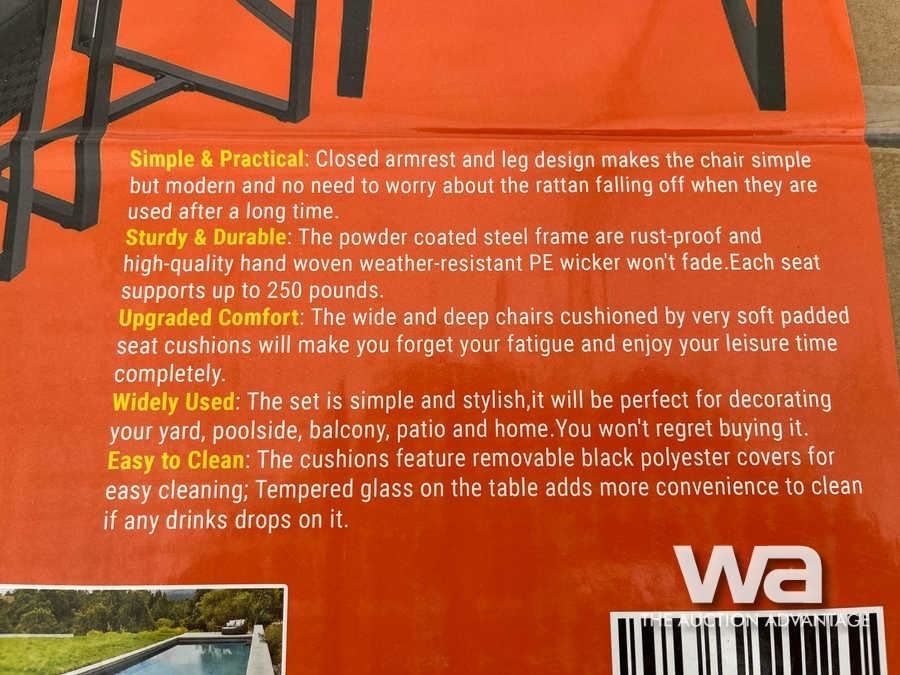 Simple & Practical: Closed armrest and leg design makes the chair simple
but modern and no need to worry about the rattan falling off when they are
used after a long time.
Sturdy & Durable: The powder coated steel frame are rust-proof and
high-quality hand woven weather-resistant PE wicker won't fade.Each seat
supports up to 250 pounds.
Upgraded Comfort: The wide and deep chairs cushioned by very soft padded
seat cushions will make you forget your fatigue and enjoy your leisure time
completely.
Widely Used: The set is simple and stylish,it will be perfect for decorating
your yard, poolside, balcony, patio and home.You won't regret buying it.
Easy to Clean: The cushions feature removable black polyester covers for
easy cleaning; Tempered glass on the table adds more convenience to clean
if any drinks drops on it.
wa
THE AUCTION ADVANTAGE